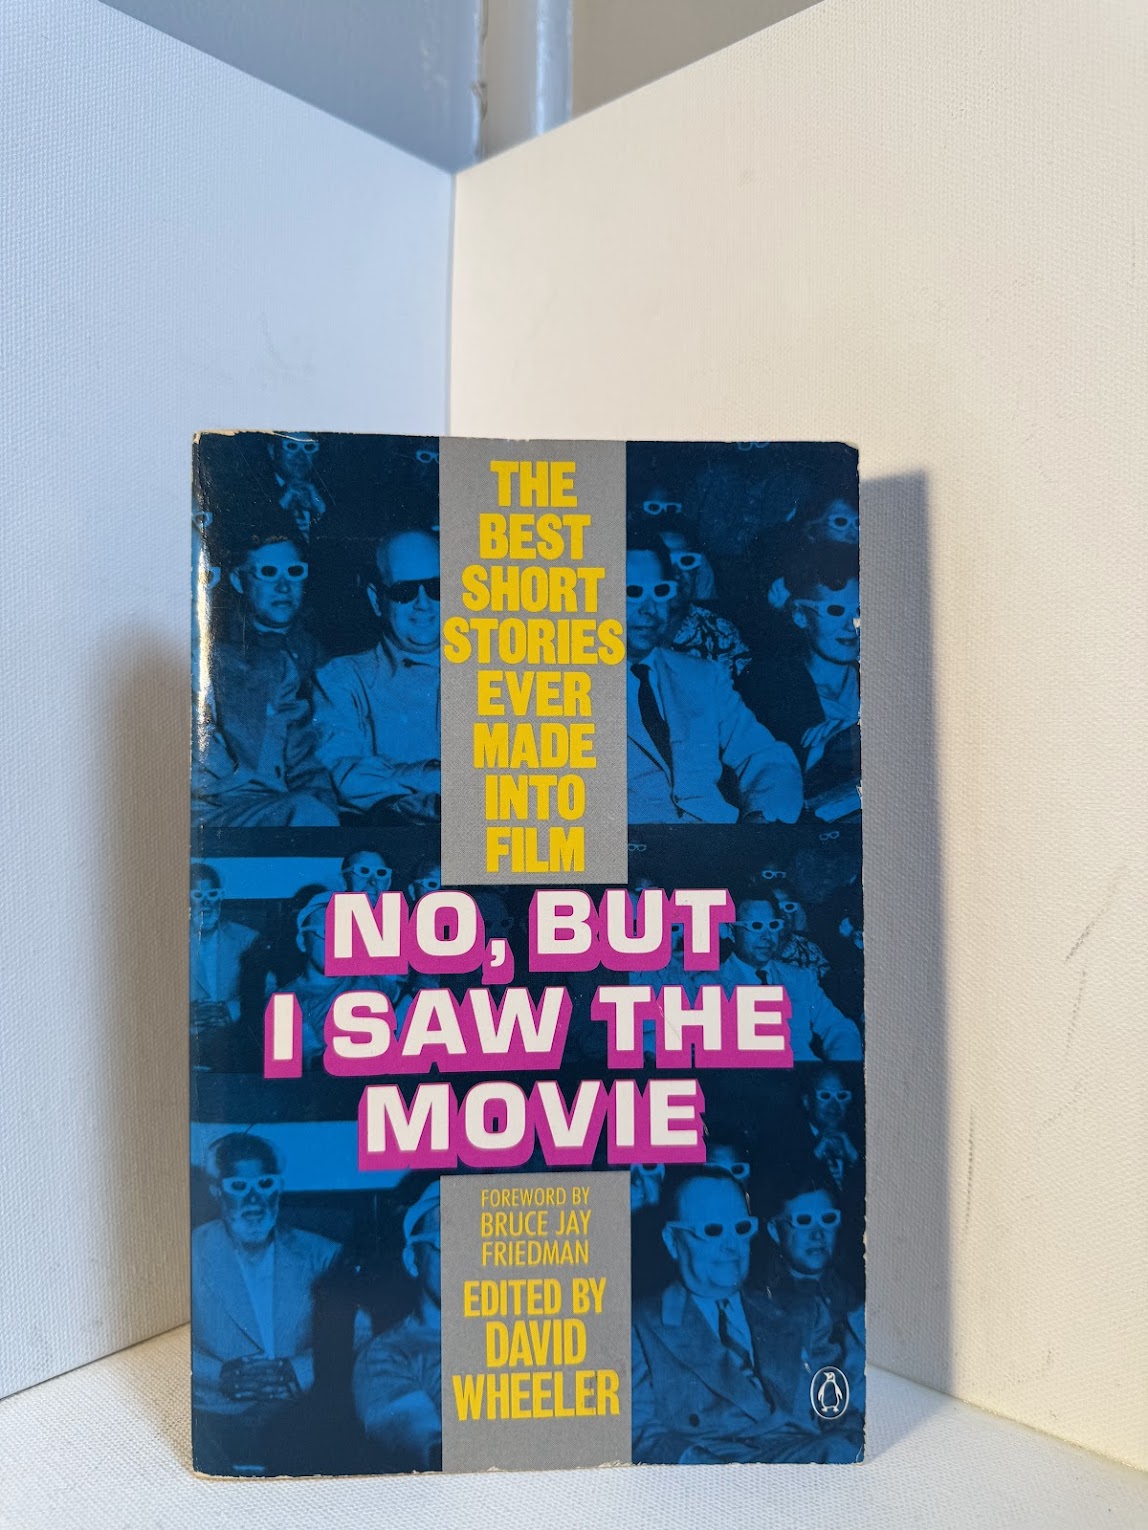 THE
BEST
SHORT
STORIES
EVER
MADE
INTO
FILM
NO, BUT
I SAW THE
MOVIE
FOREWORD BY
BRUCE JAY
FRIEDMAN
EDITED BY
DAVID
WHEELER